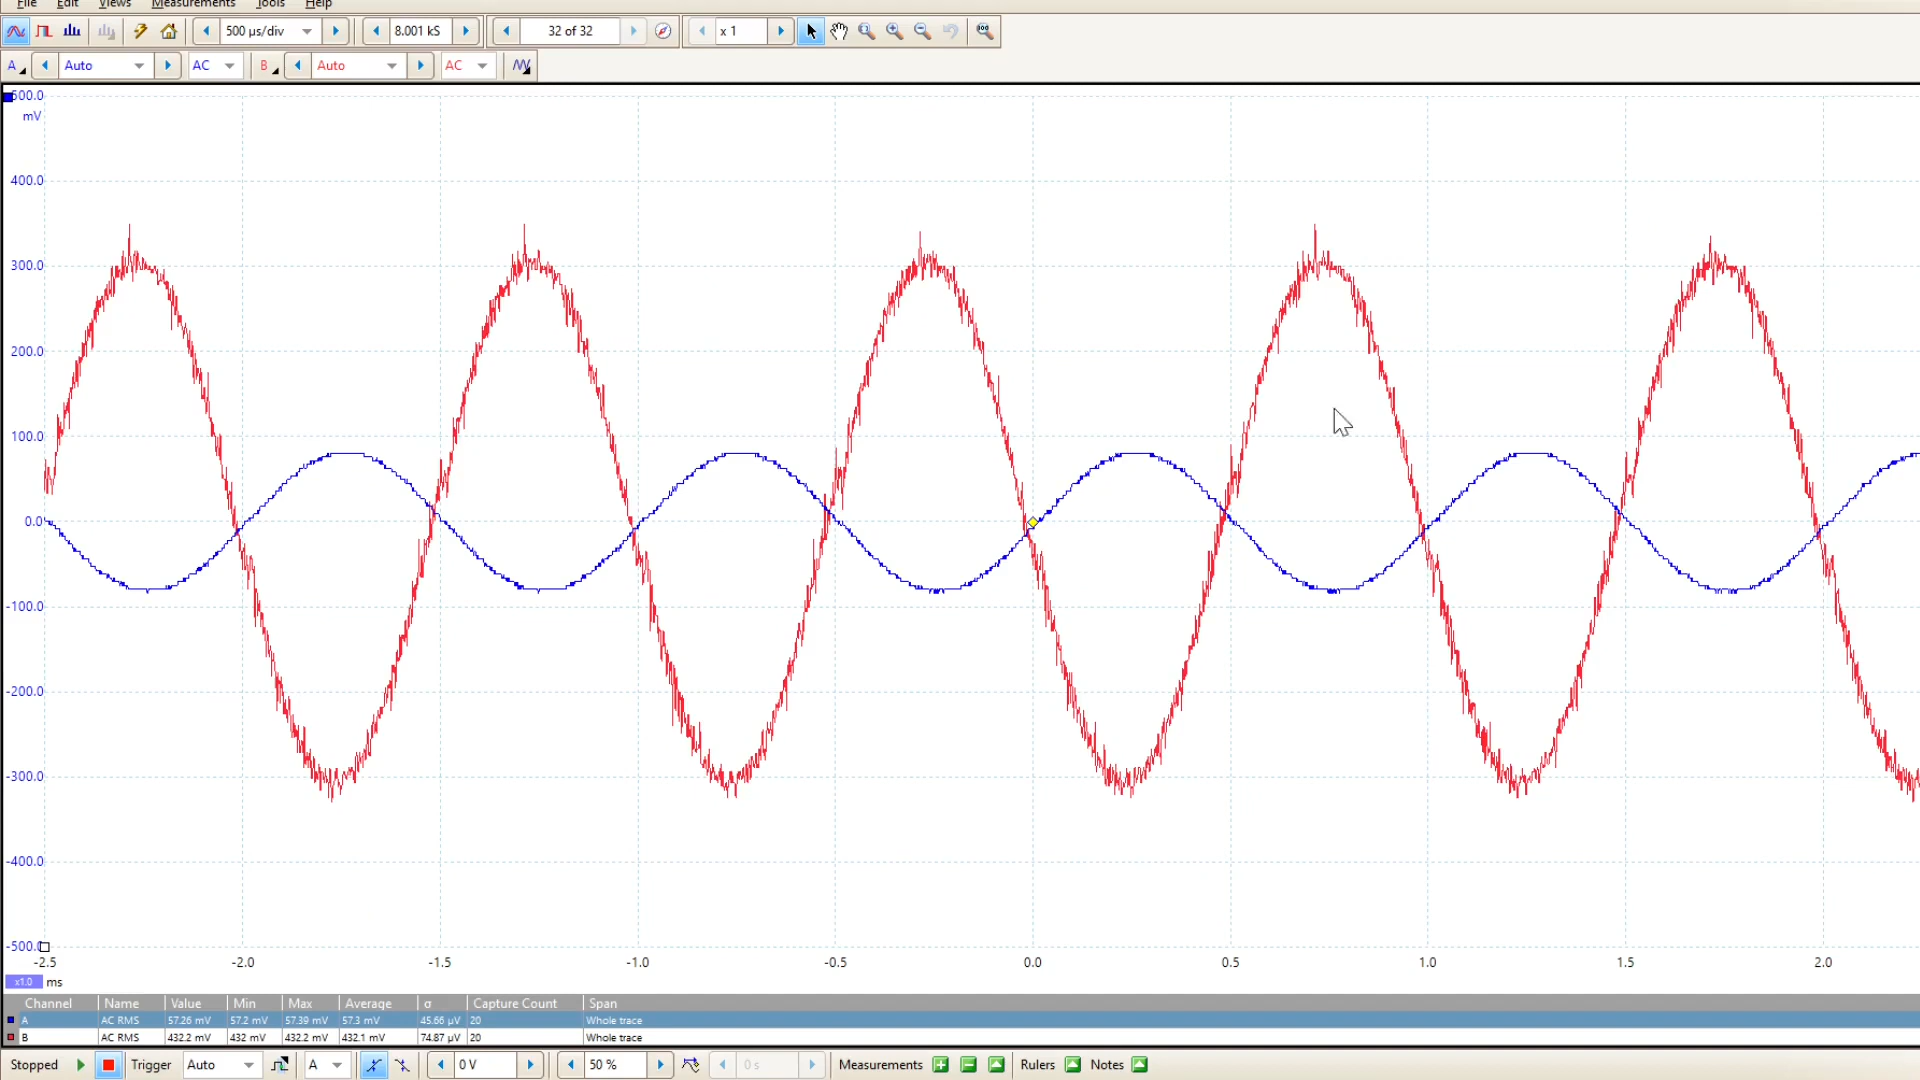 File Edit Views Measurements Tools Help
500 µs/div 8.001 kS 32 of 32 x 1
A Auto AC B Auto AC
500.0
mV
400.0
300.0
200.0
100.0
0.0
-100.0
-200.0
-300.0
-400.0
-500.0
-2.5 -2.0 -1.5 -1.0 -0.5 0.0 0.5 1.0 1.5 2.0
x1.0 ms
Channel Name Value Min Max Average σ Capture Count Span
A AC RMS 57.26 mV 57.2 mV 57.39 mV 57.3 mV 45.66 µV 20 Whole trace
B AC RMS 432.2 mV 432 mV 432.2 mV 432.1 mV 74.87 µV 20 Whole trace
Stopped Trigger Auto A 0 V 50 % 0 s Measurements Rulers Notes